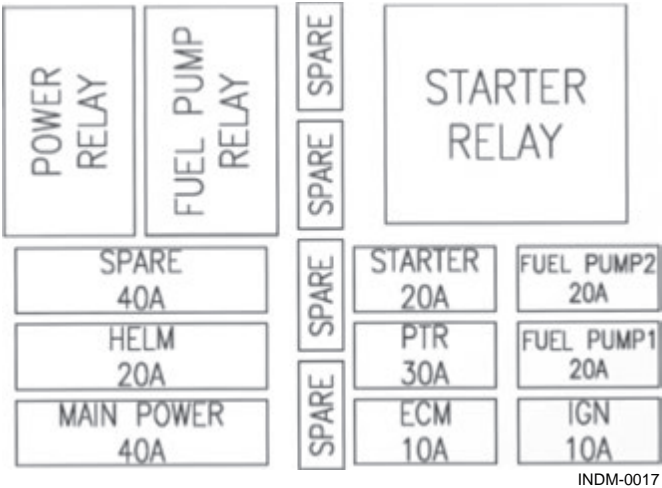 POWER
RELAY
FUEL PUMP
RELAY
SPARE
SPARE
SPARE
SPARE
STARTER
RELAY
SPARE
40A
HELM
20A
MAIN POWER
40A
STARTER
20A
PTR
30A
ECM
10A
FUEL PUMP2
20A
FUEL PUMP1
20A
IGN
10A
INDM-0017